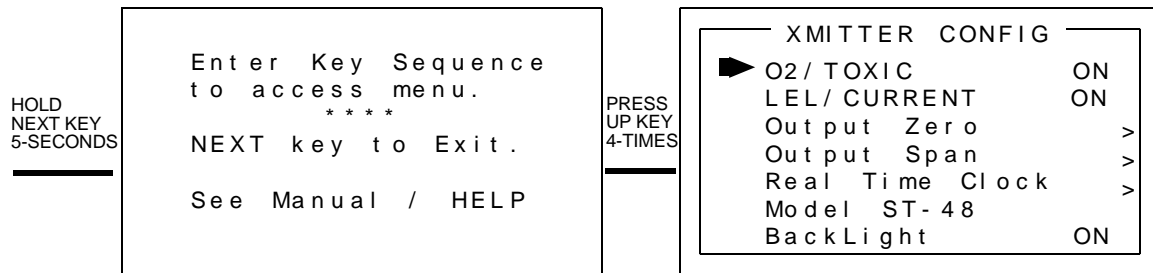 HOLD
NEXT KEY
5-SECONDS
Enter Key Sequence
to access menu.
****
NEXT key to Exit.
See Manual / HELP
PRESS
UP KEY
4-TIMES
XMITTER CONFIG
O2/TOXIC ON
LEL/CURRENT ON
Output Zero >
Output Span >
Real Time Clock >
Model ST-48
BackLight ON